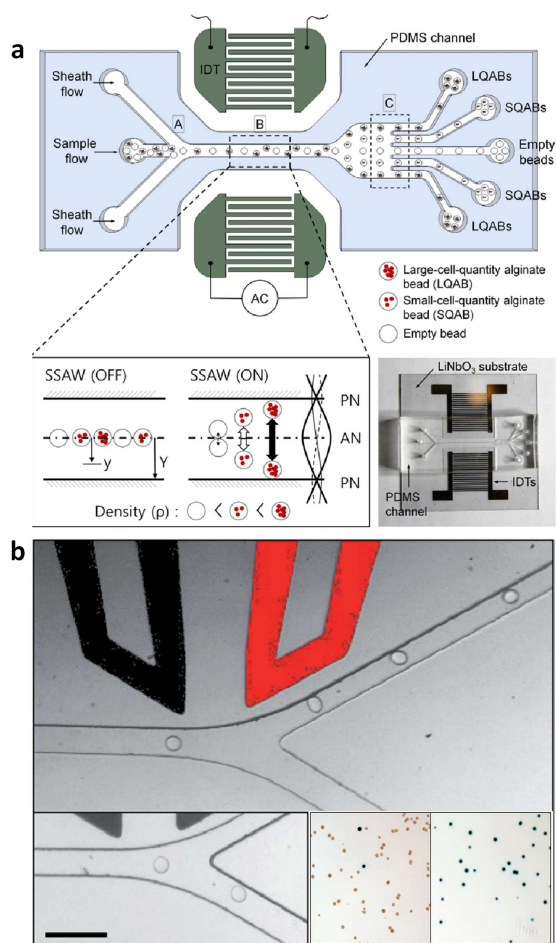 a
IDT
PDMS channel
Sheath
flow
Sample
flow
Sheath
flow
A
B
C
LQABs
SQABs
Empty
beads
SQABs
LQABs
AC
Large-cell-quantity alginate
bead (LQAB)
Small-cell-quantity alginate
bead (SQAB)
Empty bead
SSAW (OFF)
SSAW (ON)
PN
AN
PN
y
Y
Density (ρ) : < <
LiNbO3 substrate
IDTs
PDMS
channel
b